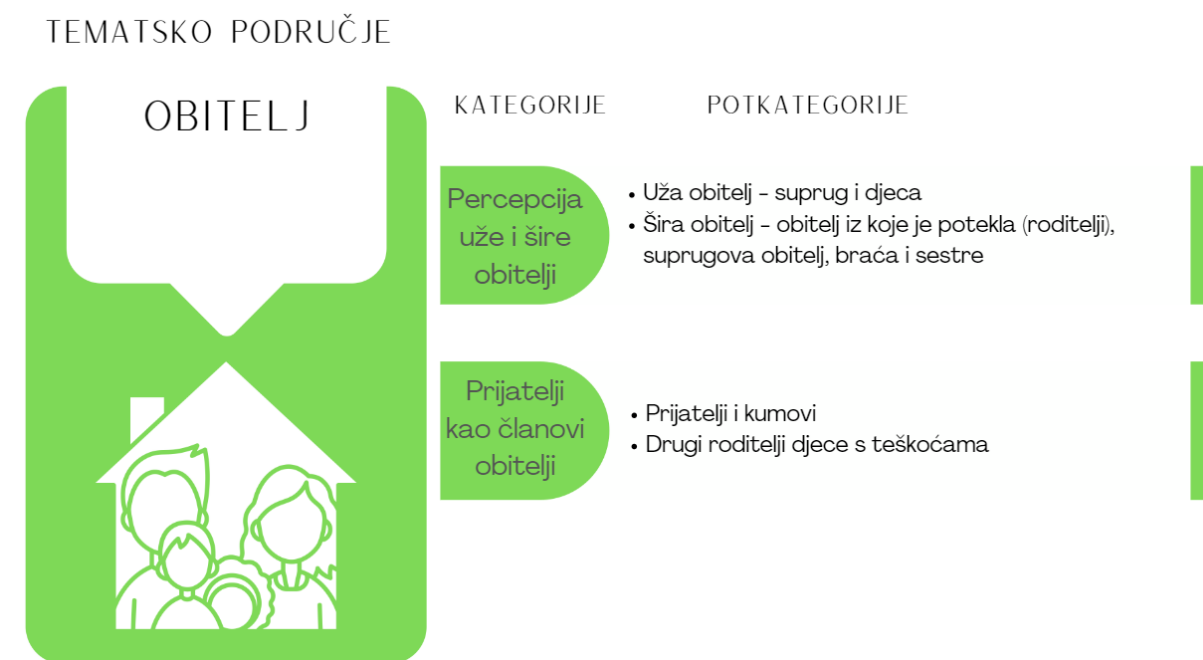 TEMATSKO PODRUČJE
OBITELJ
KATEGORIJE
POTKATEGORIJE
Percepcija
uže i šire
obitelji
• Uža obitelj - suprug i djeca
• Šira obitelj - obitelj iz koje je potekla (roditelji),
suprugova obitelj, braća i sestre
Prijatelji
kao članovi
obitelji
• Prijatelji i kumovi
• Drugi roditelji djece s teškoćama